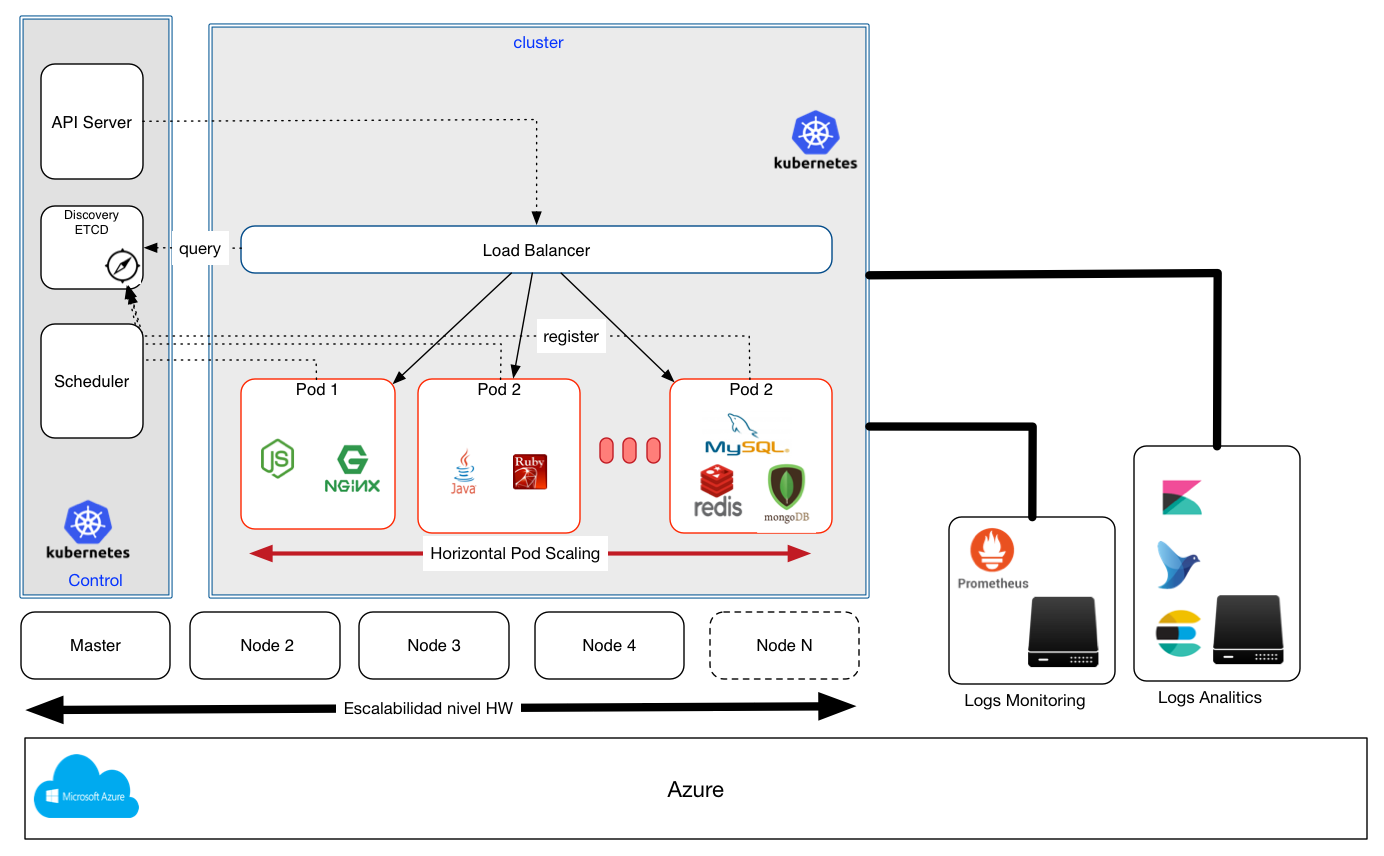 cluster
API Server
kubernetes
Discovery
ETCD
query
Load Balancer
register
Scheduler
Pod 1
Pod 2
Pod 2
JS
NGINX
Java
Ruby
MySQL®
redis
mongoDB
Horizontal Pod Scaling
kubernetes
Control
Prometheus
Master
Node 2
Node 3
Node 4
Node N
Logs Monitoring
Logs Analitics
Escalabilidad nivel HW
Microsoft Azure
Azure